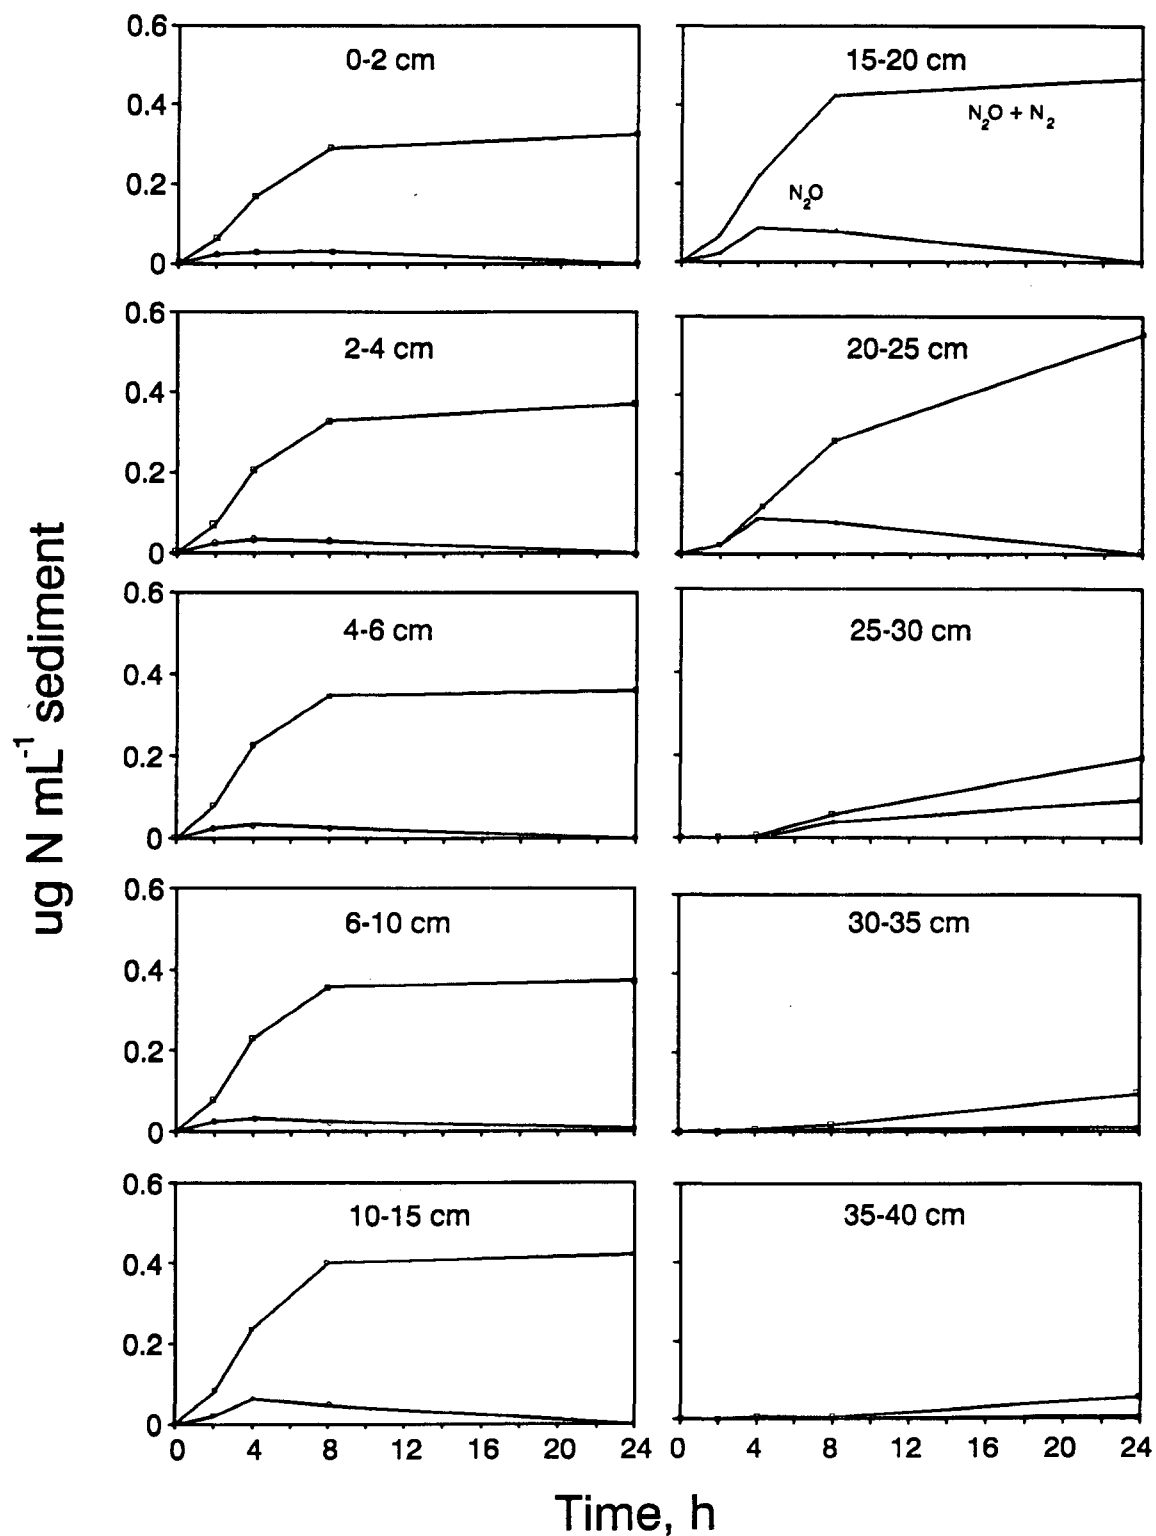 ug N mL⁻¹ sediment
0.6
0.4
0.2
0
0-2 cm
15-20 cm
N₂O + N₂
N₂O
0.6
0.4
0.2
0
2-4 cm
20-25 cm
0.6
0.4
0.2
0
4-6 cm
25-30 cm
0.6
0.4
0.2
0
6-10 cm
30-35 cm
0.6
0.4
0.2
0
10-15 cm
35-40 cm
0 4 8 12 16 20 24
0 4 8 12 16 20 24
Time, h